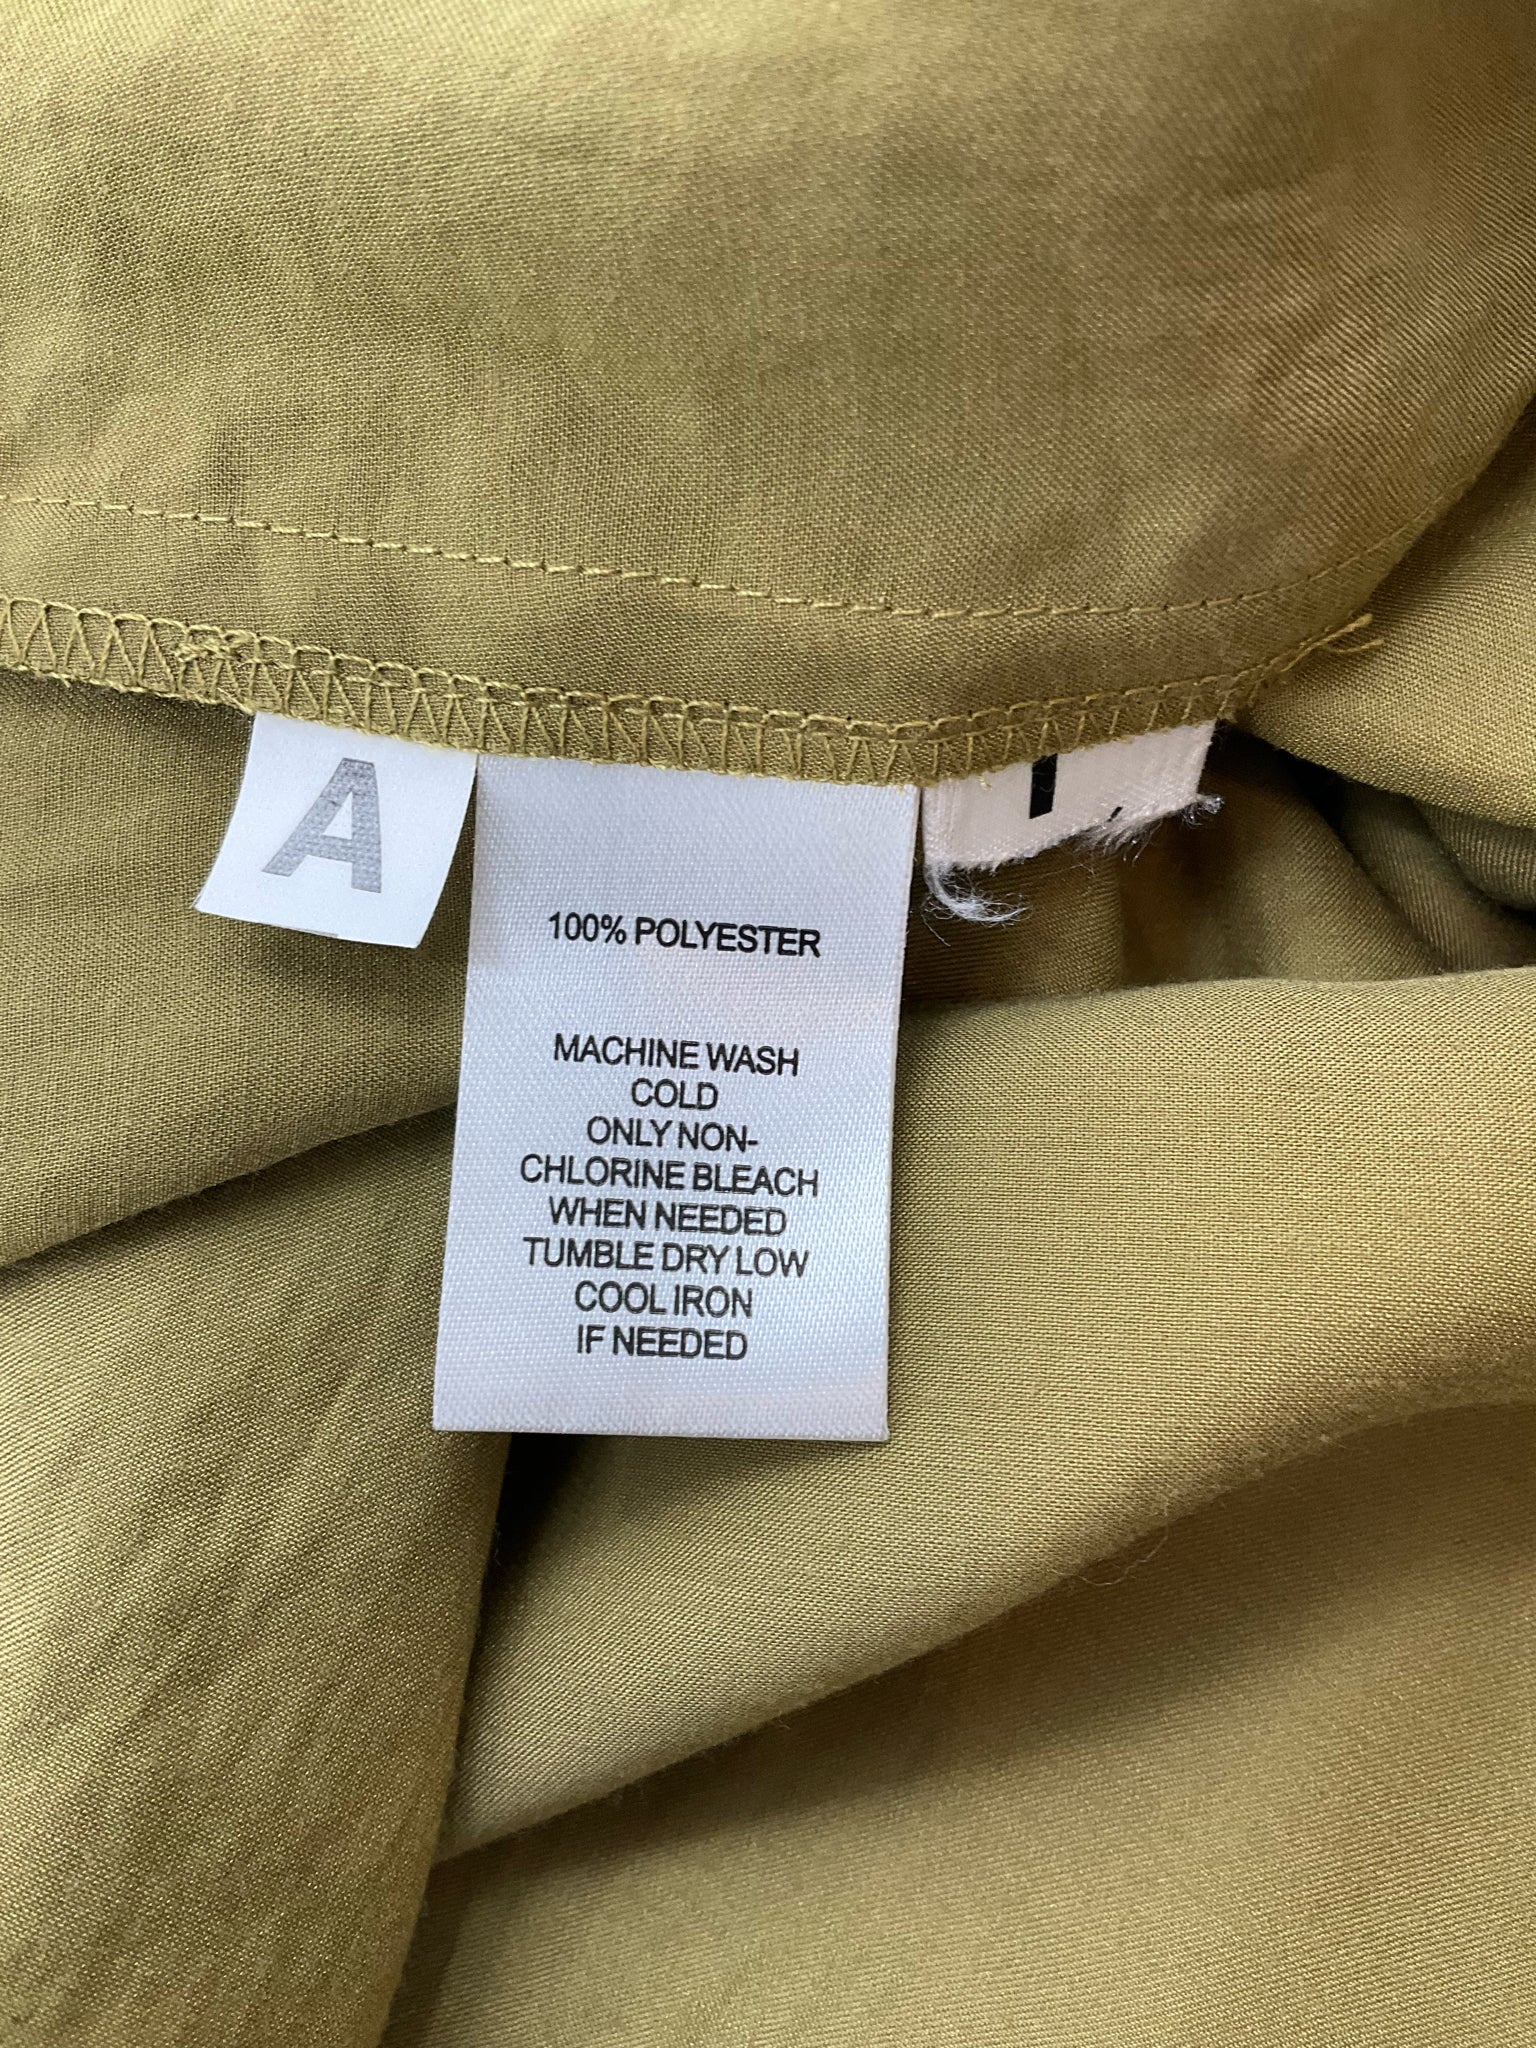 A
100% POLYESTER
MACHINE WASH
COLD
ONLY NON-
CHLORINE BLEACH
WHEN NEEDED
TUMBLE DRY LOW
COOL IRON
IF NEEDED